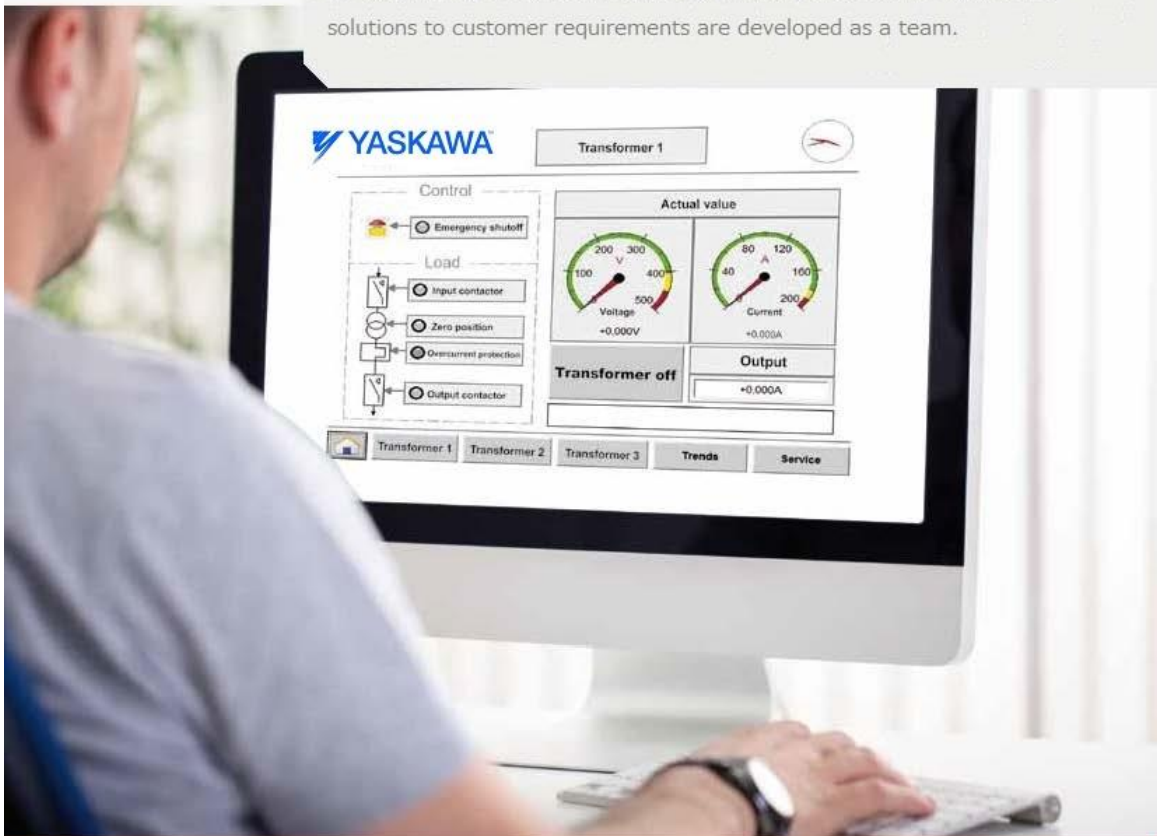 solutions to customer requirements are developed as a team.
YASKAWA
Transformer 1
Control
Emergency shutoff
Load
Input contactor
Zero position
Overcurrent protection
Output contactor
Actual value
100 200 300 400 500
V
0
Voltage
+0,000V
40 80 120 160 200
A
0
Current
+0.000A
Transformer off
Output
+0,000A
Transformer 1 Transformer 2 Transformer 3 Trends Service